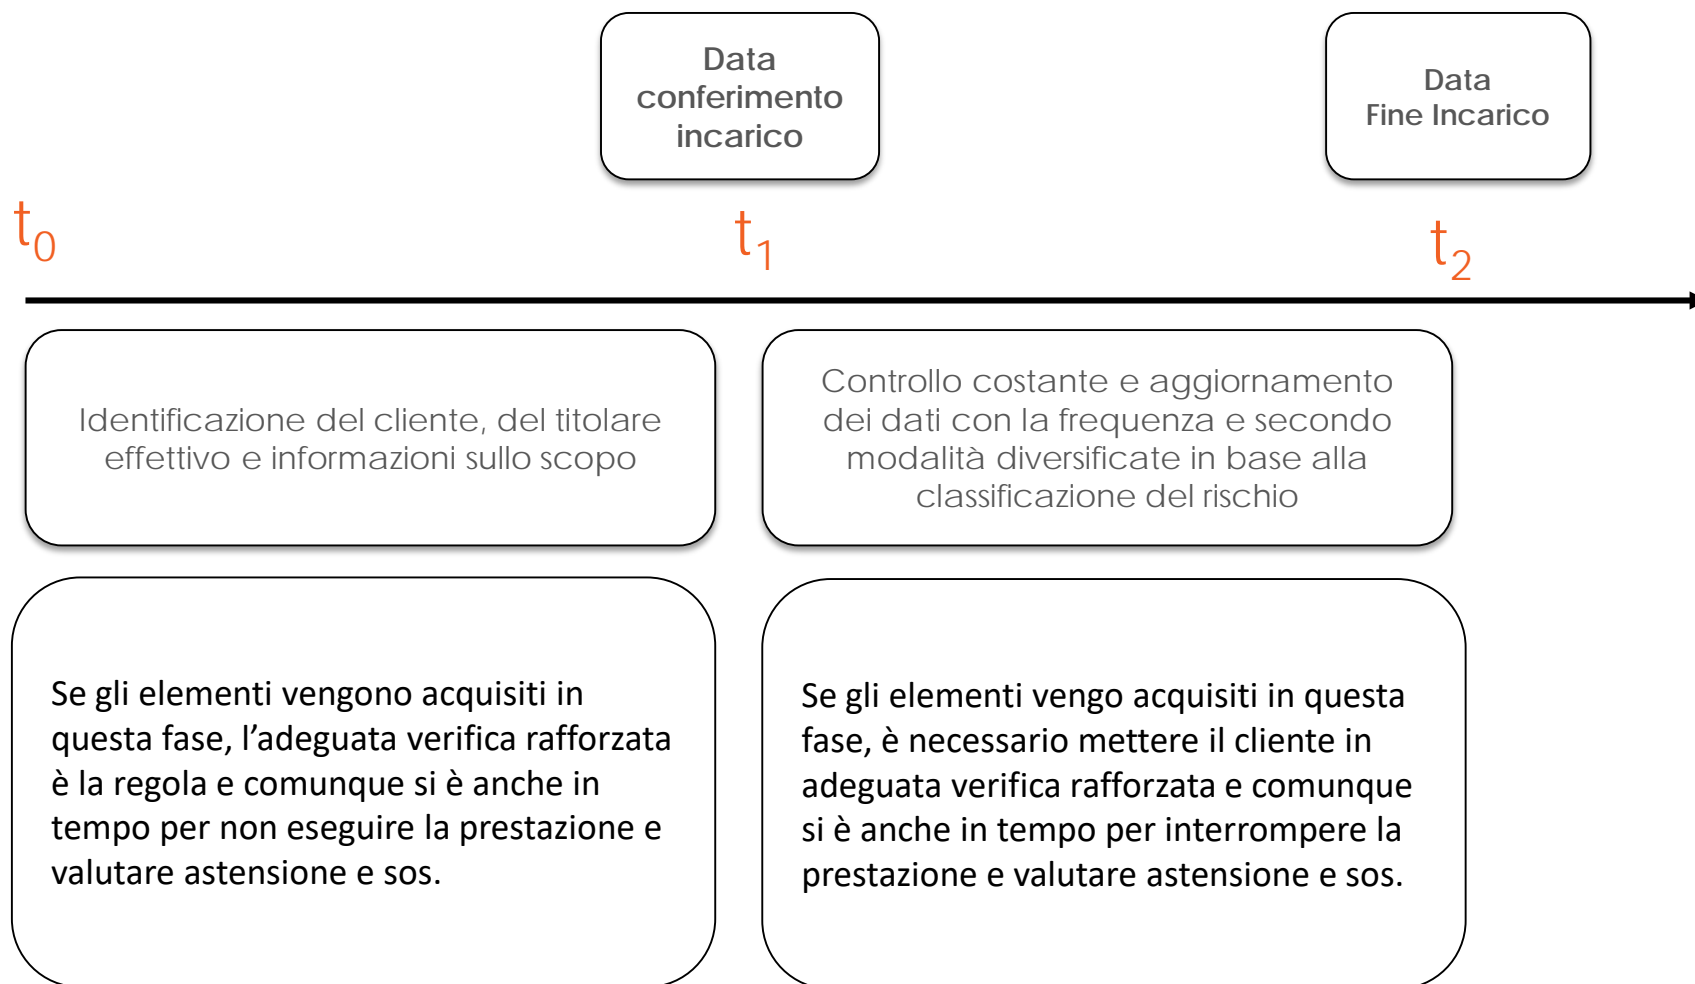 Data
conferimento
incarico
Data
Fine Incarico
t0
t1
t2
Identificazione del cliente, del titolare
effettivo e informazioni sullo scopo
Controllo costante e aggiornamento
dei dati con la frequenza e secondo
modalità diversificate in base alla
classificazione del rischio
Se gli elementi vengono acquisiti in
questa fase, l’adeguata verifica rafforzata
è la regola e comunque si è anche in
tempo per non eseguire la prestazione e
valutare astensione e sos.
Se gli elementi vengo acquisiti in questa
fase, è necessario mettere il cliente in
adeguata verifica rafforzata e comunque
si è anche in tempo per interrompere la
prestazione e valutare astensione e sos.